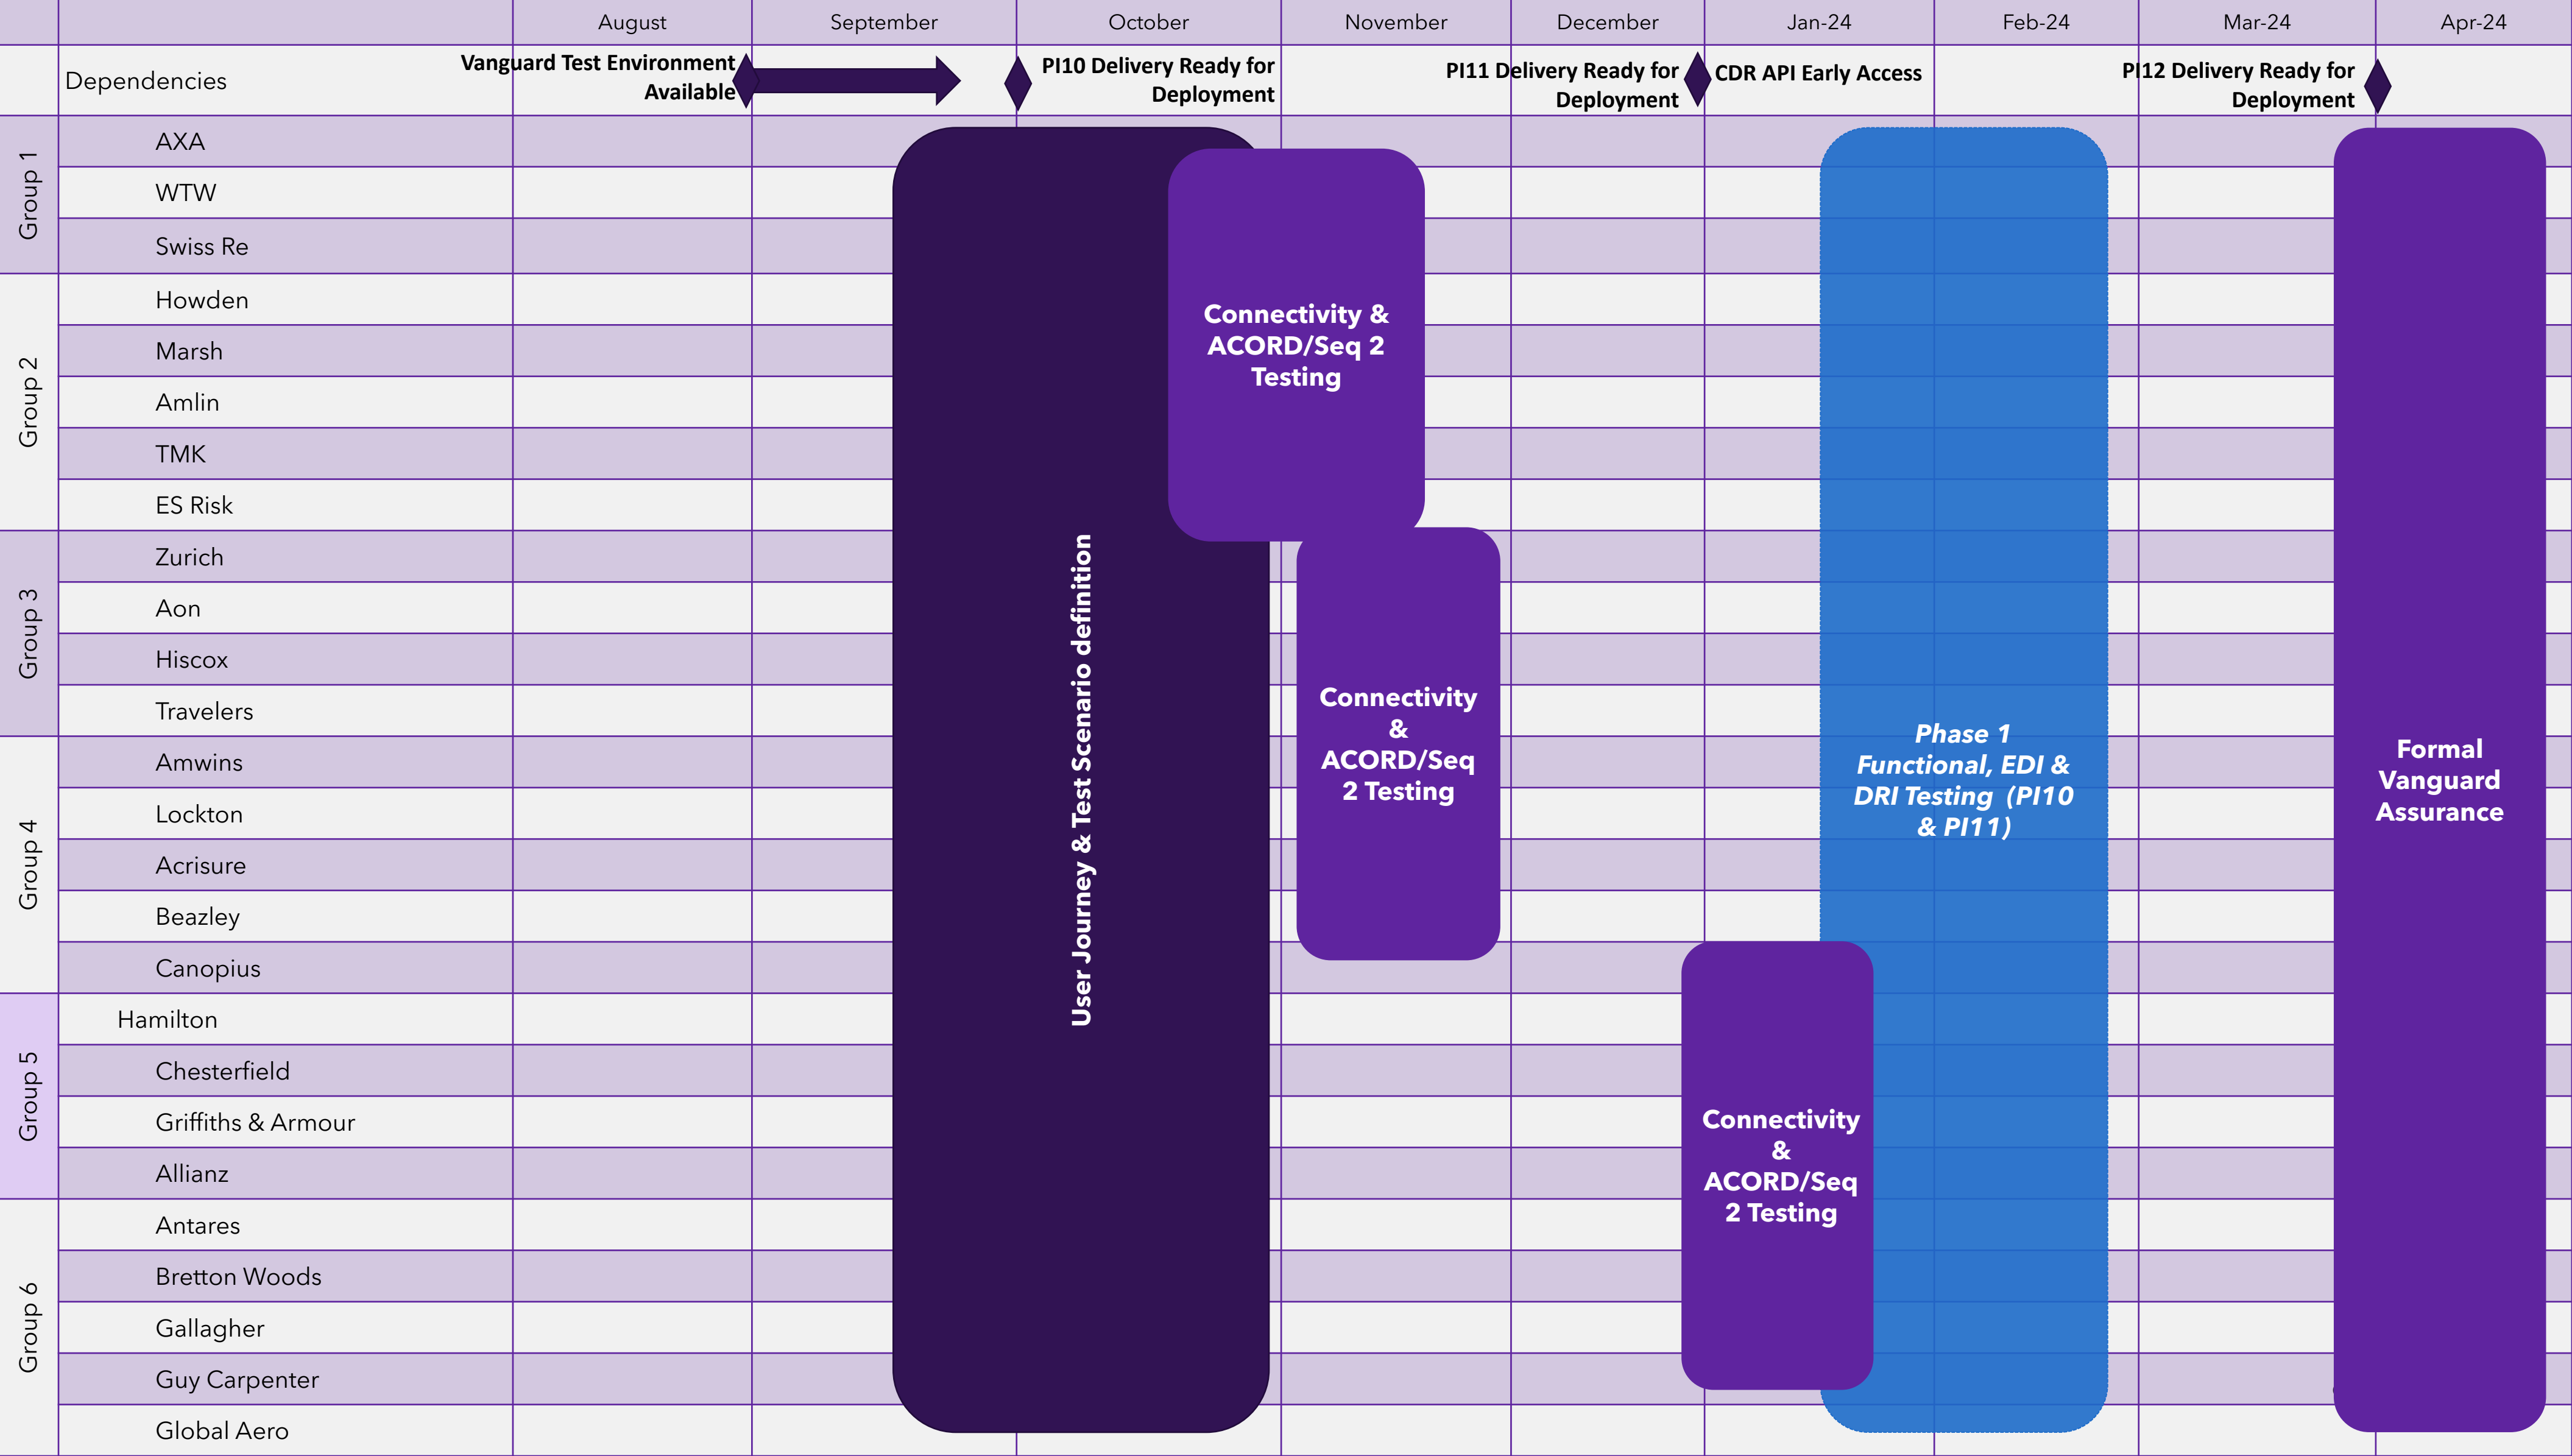 August
September
October
November
December
Jan-24
Feb-24
Mar-24
Apr-24
Dependencies
Vanguard Test Environment
Available
PI10 Delivery Ready for
Deployment
PI11 Delivery Ready for
Deployment
CDR API Early Access
PI12 Delivery Ready for
Deployment
Group 1
AXA
WTW
Swiss Re
Group 2
Howden
Marsh
Amlin
TMK
ES Risk
Group 3
Zurich
Aon
Hiscox
Travelers
Group 4
Amwins
Lockton
Acrisure
Beazley
Canopius
Group 5
Hamilton
Chesterfield
Griffiths & Armour
Allianz
Group 6
Antares
Bretton Woods
Gallagher
Guy Carpenter
Global Aero
User Journey & Test Scenario definition
Connectivity &
ACORD/Seq 2
Testing
Connectivity
&
ACORD/Seq
2 Testing
Connectivity
&
ACORD/Seq
2 Testing
Phase 1
Functional, EDI &
DRI Testing (PI10
& PI11)
Formal
Vanguard
Assurance